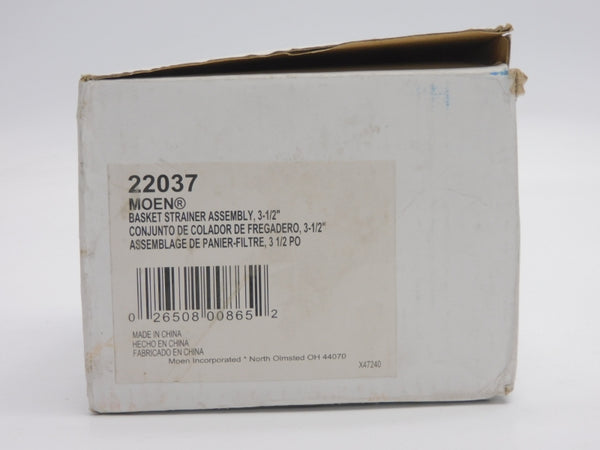 22037
MOEN®
BASKET STRAINER ASSEMBLY, 3-1/2"
CONJUNTO DE COLADOR DE FREGADERO, 3-1/2"
ASSEMBLAGE DE PANIER-FILTRE, 3 1/2 PO
0 26508 00865 2
MADE IN CHINA
HECHO EN CHINA
FABRICADO EN CHINA
Moen Incorporated * North Olmsted OH 44070
X47240